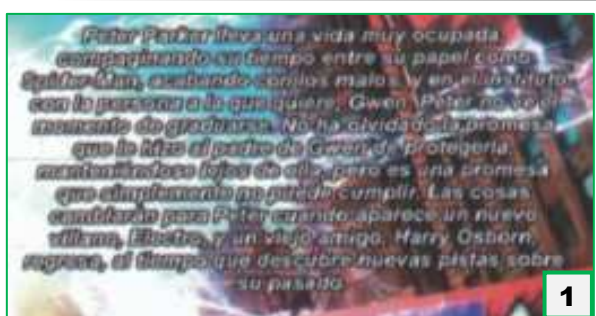 Peter Parker lleva una vida muy ocupada
compaginando su tiempo entre su papel como
Spider-Man, acabando con los malos, y en el instituto
con la persona a la que quiere, Gwen. Peter no ve el
momento de graduarse. No ha olvidado la promesa
que le hizo al padre de Gwen de protegerla
manteniéndose lejos de ella, pero es una promesa
que simplemente no puede cumplir. Las cosas
cambiarán para Peter cuando aparece un nuevo
villano, Electro, y un viejo amigo, Harry Osborn,
regresa, al tiempo que descubre nuevas pistas sobre
su pasado
1